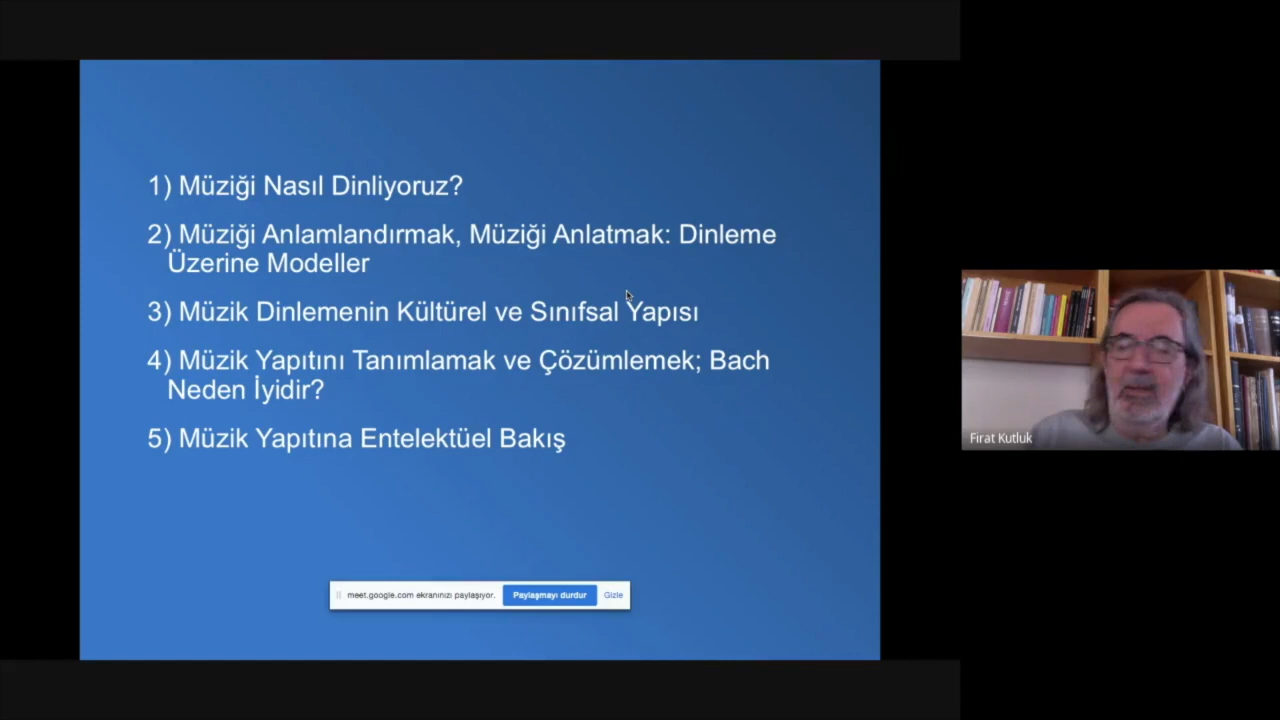 1) Müziği Nasıl Dinliyoruz?
2) Müziği Anlamlandırmak, Müziği Anlatmak: Dinleme
Üzerine Modeller
3) Müzik Dinlemenin Kültürel ve Sınıfsal Yapısı
4) Müzik Yapıtını Tanımlamak ve Çözümlemek; Bach
Neden İyidir?
5) Müzik Yapıtına Entelektüel Bakış
meet.google.com ekranınızı paylaşıyor. Paylaşmayı durdur Gizle
Firat Kutluk